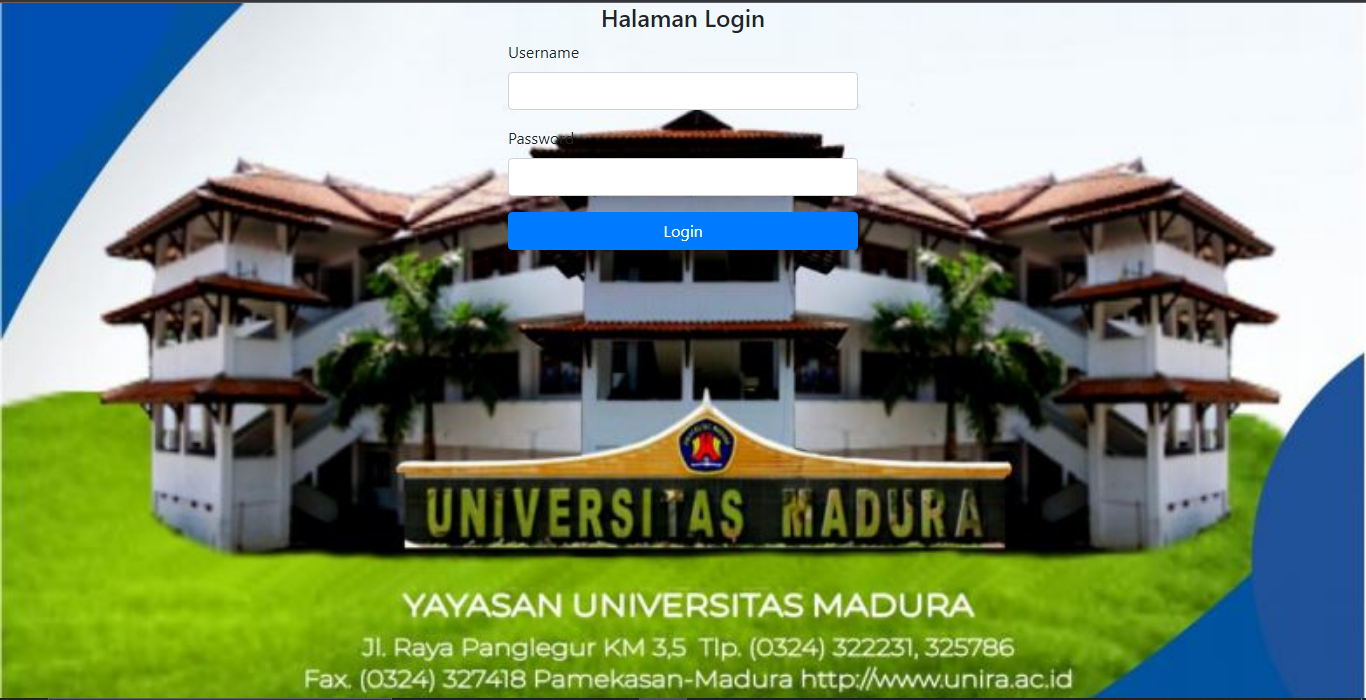 Halaman Login
Username
Password
Login
UNIVERSITAS MADURA
YAYASAN UNIVERSITAS MADURA
Jl. Raya Panglegur KM 3,5 Tlp. (0324) 322231, 325786
Fax. (0324) 327418 Pamekasan-Madura http://www.unira.ac.id